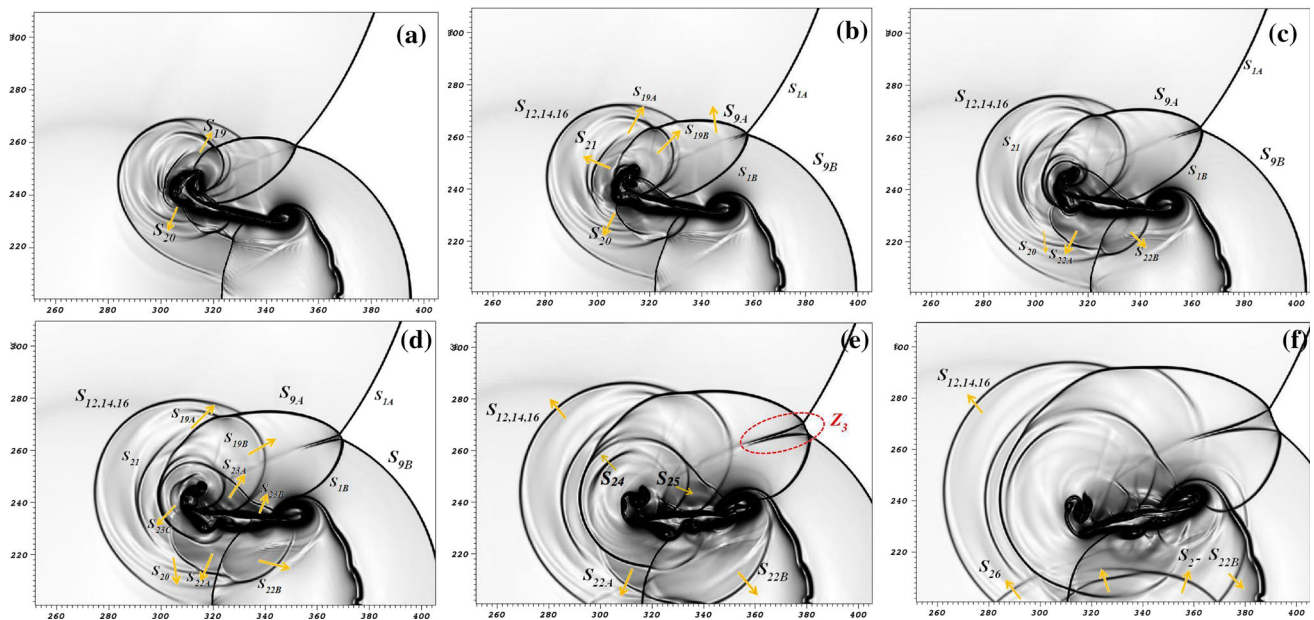 (a)
300
280
260
240
220
S19
S20
260 280 300 320 340 360 380 400
(b)
300
280
260
240
220
S12,14,16
S19A
S9A
S1A
S19B
S21
S1B
S9B
S20
260 280 300 320 340 360 380 400
(c)
300
280
260
240
220
S12,14,16
S9A
S1A
S21
S9B
S1B
S20
S22A
S22B
260 280 300 320 340 360 380 400
(d)
300
280
260
240
220
S12,14,16
S9A
S1A
S19A
S19B
S21
S23A
S23B
S1B
S9B
S23C
S20
S22A
S22B
260 280 300 320 340 360 380 400
(e)
300
280
260
240
220
S12,14,16
Z3
S24
S25
S22A
S22B
260 280 300 320 340 360 380 400
(f)
300
280
260
240
220
S12,14,16
S26
S27
S22B
260 280 300 320 340 360 380 400